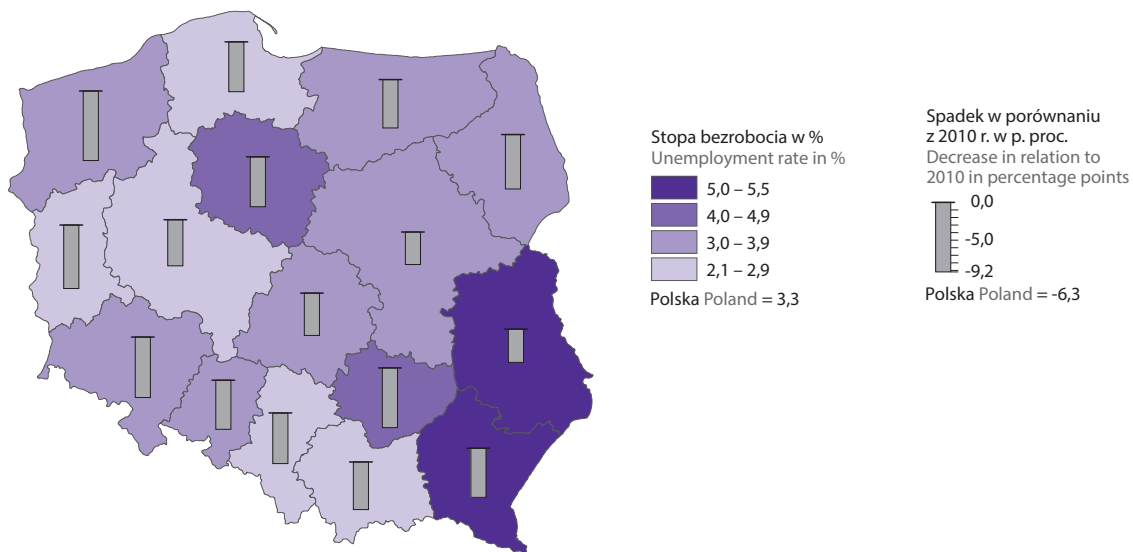 Stopa bezrobocia w %
Unemployment rate in %
5,0 – 5,5
4,0 – 4,9
3,0 – 3,9
2,1 – 2,9
Polska Poland = 3,3
Spadek w porównaniu
z 2010 r. w p. proc.
Decrease in relation to
2010 in percentage points
0,0
-5,0
-9,2
Polska Poland = -6,3